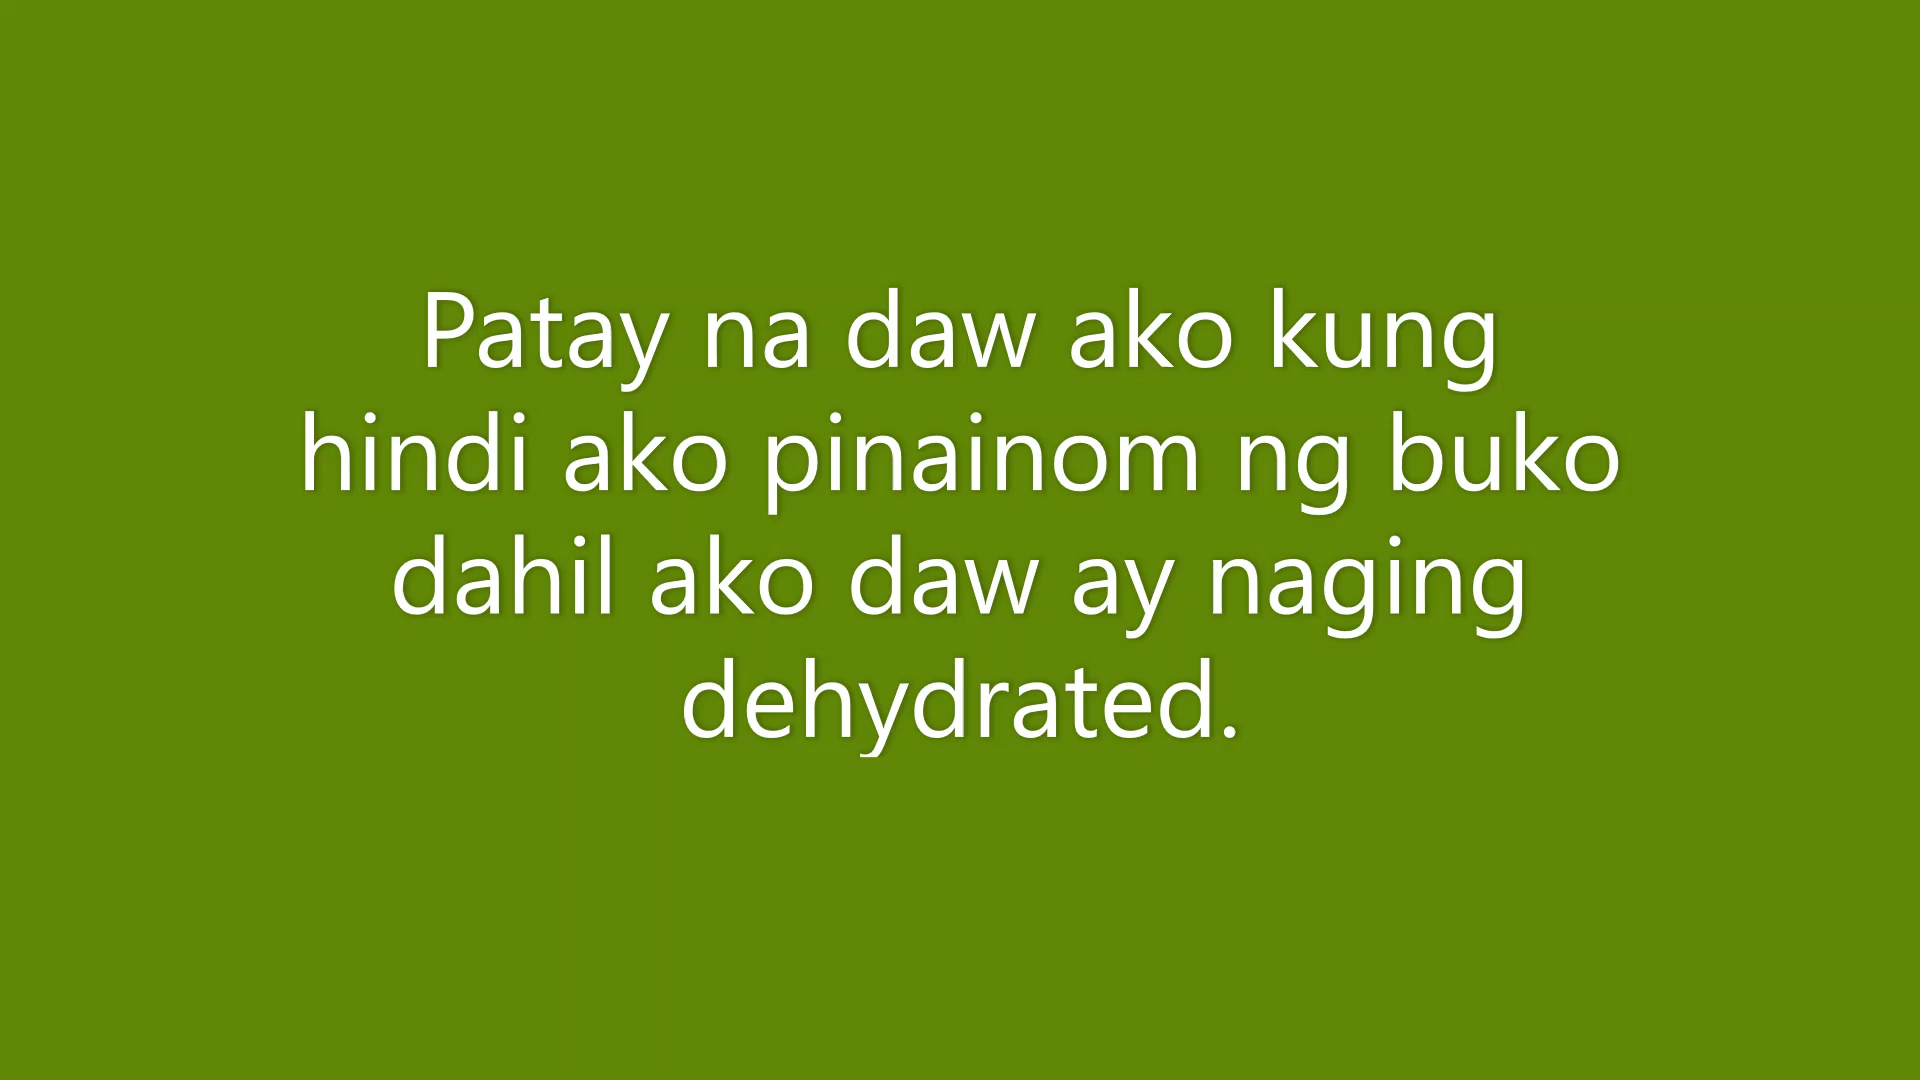 Patay na daw ako kung
hindi ako pinainom ng buko
dahil ako daw ay naging
dehydrated.